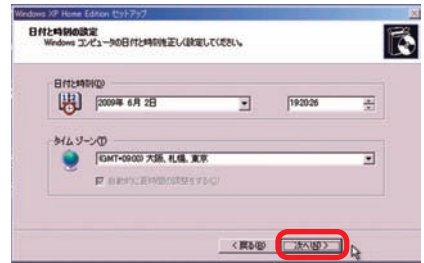 Windows XP Home Edition セットアップ
日付と時刻の設定
Windows コンピュータの日付と時刻を正しく設定してください。
日付と時刻(D)
2009年 6月 2日
19:20:26
タイム ゾーン(T)
(GMT+09:00) 大阪, 札幌, 東京
自動的に夏時間の調整をする(C)
< 戻る(B)
次へ(N) >